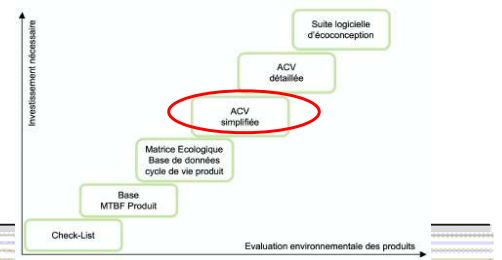 Investissement nécessaire
Suite logicielle
d'écoconception
ACV
détaillée
ACV
simplifiée
Matrice Ecologique
Base de données
cycle de vie produit
Base
MTBF Produit
Check-List
Evaluation environnementale des produits